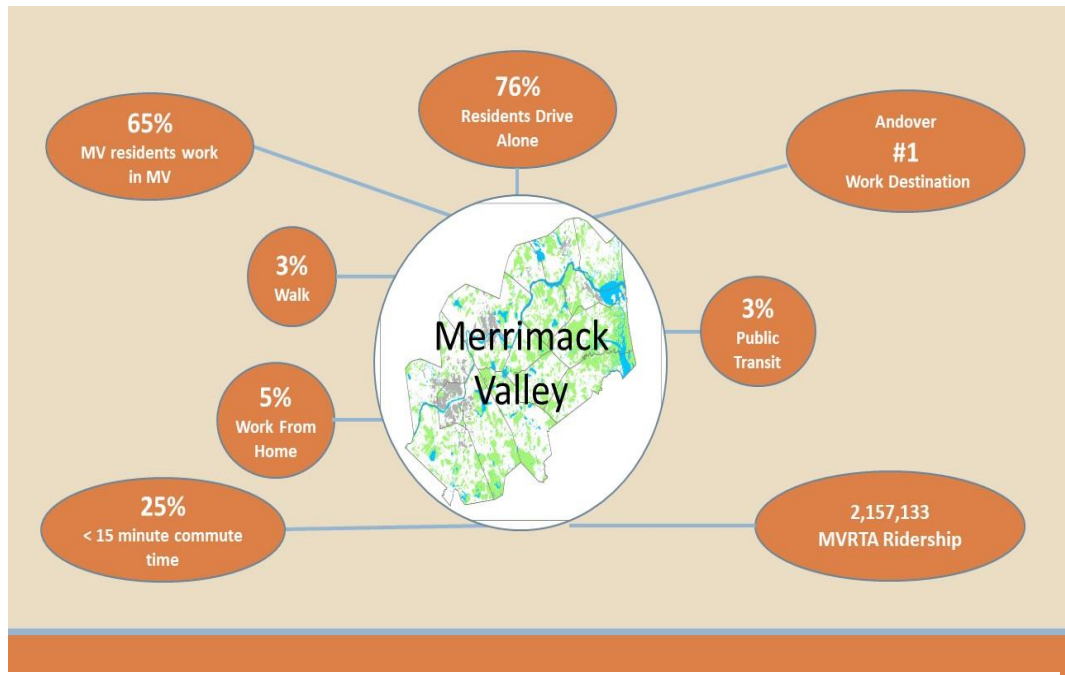 76%
Residents Drive
Alone
65%
MV residents work
in MV
Andover
#1
Work Destination
3%
Walk
Merrimack
Valley
3%
Public
Transit
5%
Work From
Home
25%
< 15 minute commute
time
2,157,133
MVRTA Ridership